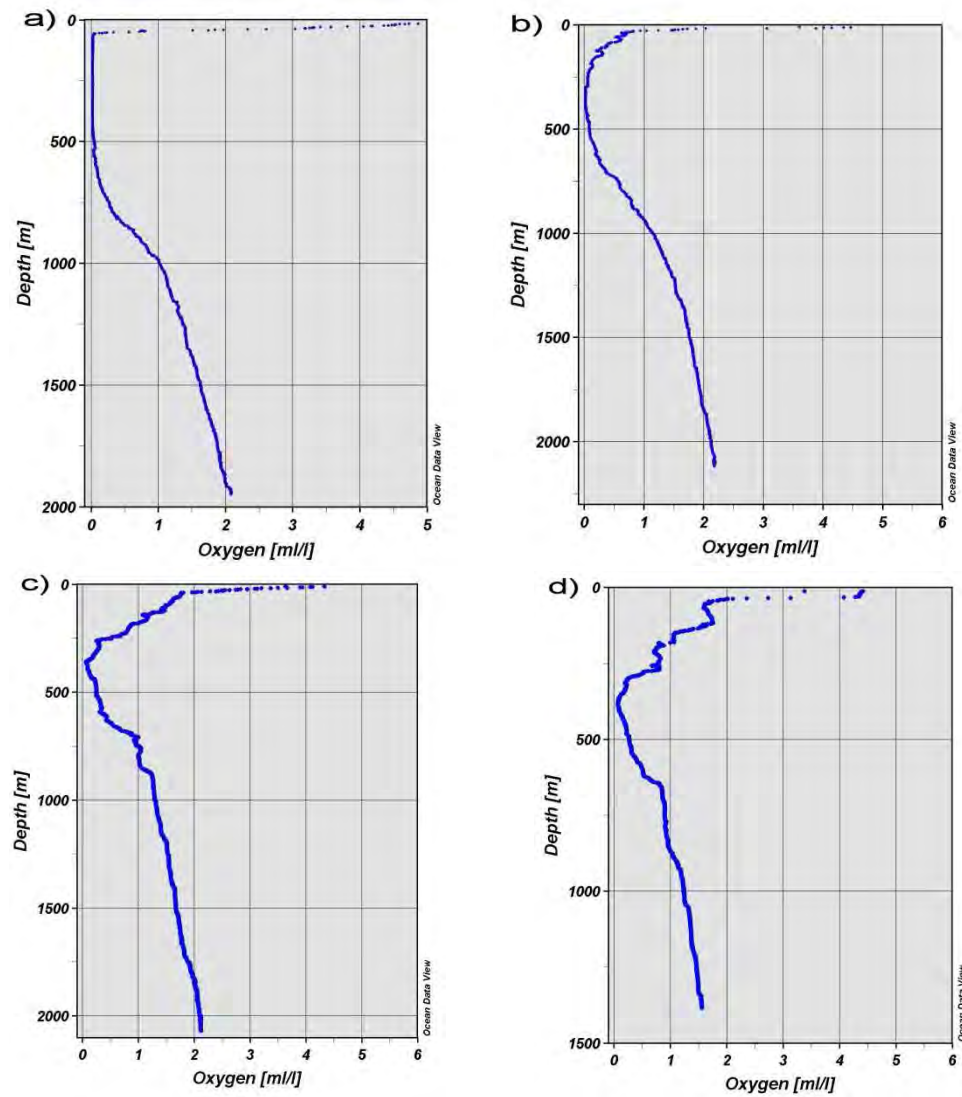 a)
0
500
1000
1500
2000
Depth [m]
0 1 2 3 4 5
Oxygen [ml/l]
Ocean Data View
b)
0
500
1000
1500
2000
Depth [m]
0 1 2 3 4 5 6
Oxygen [ml/l]
Ocean Data View
c)
0
500
1000
1500
2000
Depth [m]
0 1 2 3 4 5 6
Oxygen [ml/l]
Ocean Data View
d)
0
500
1000
1500
Depth [m]
0 1 2 3 4 5 6
Oxygen [ml/l]
Ocean Data View